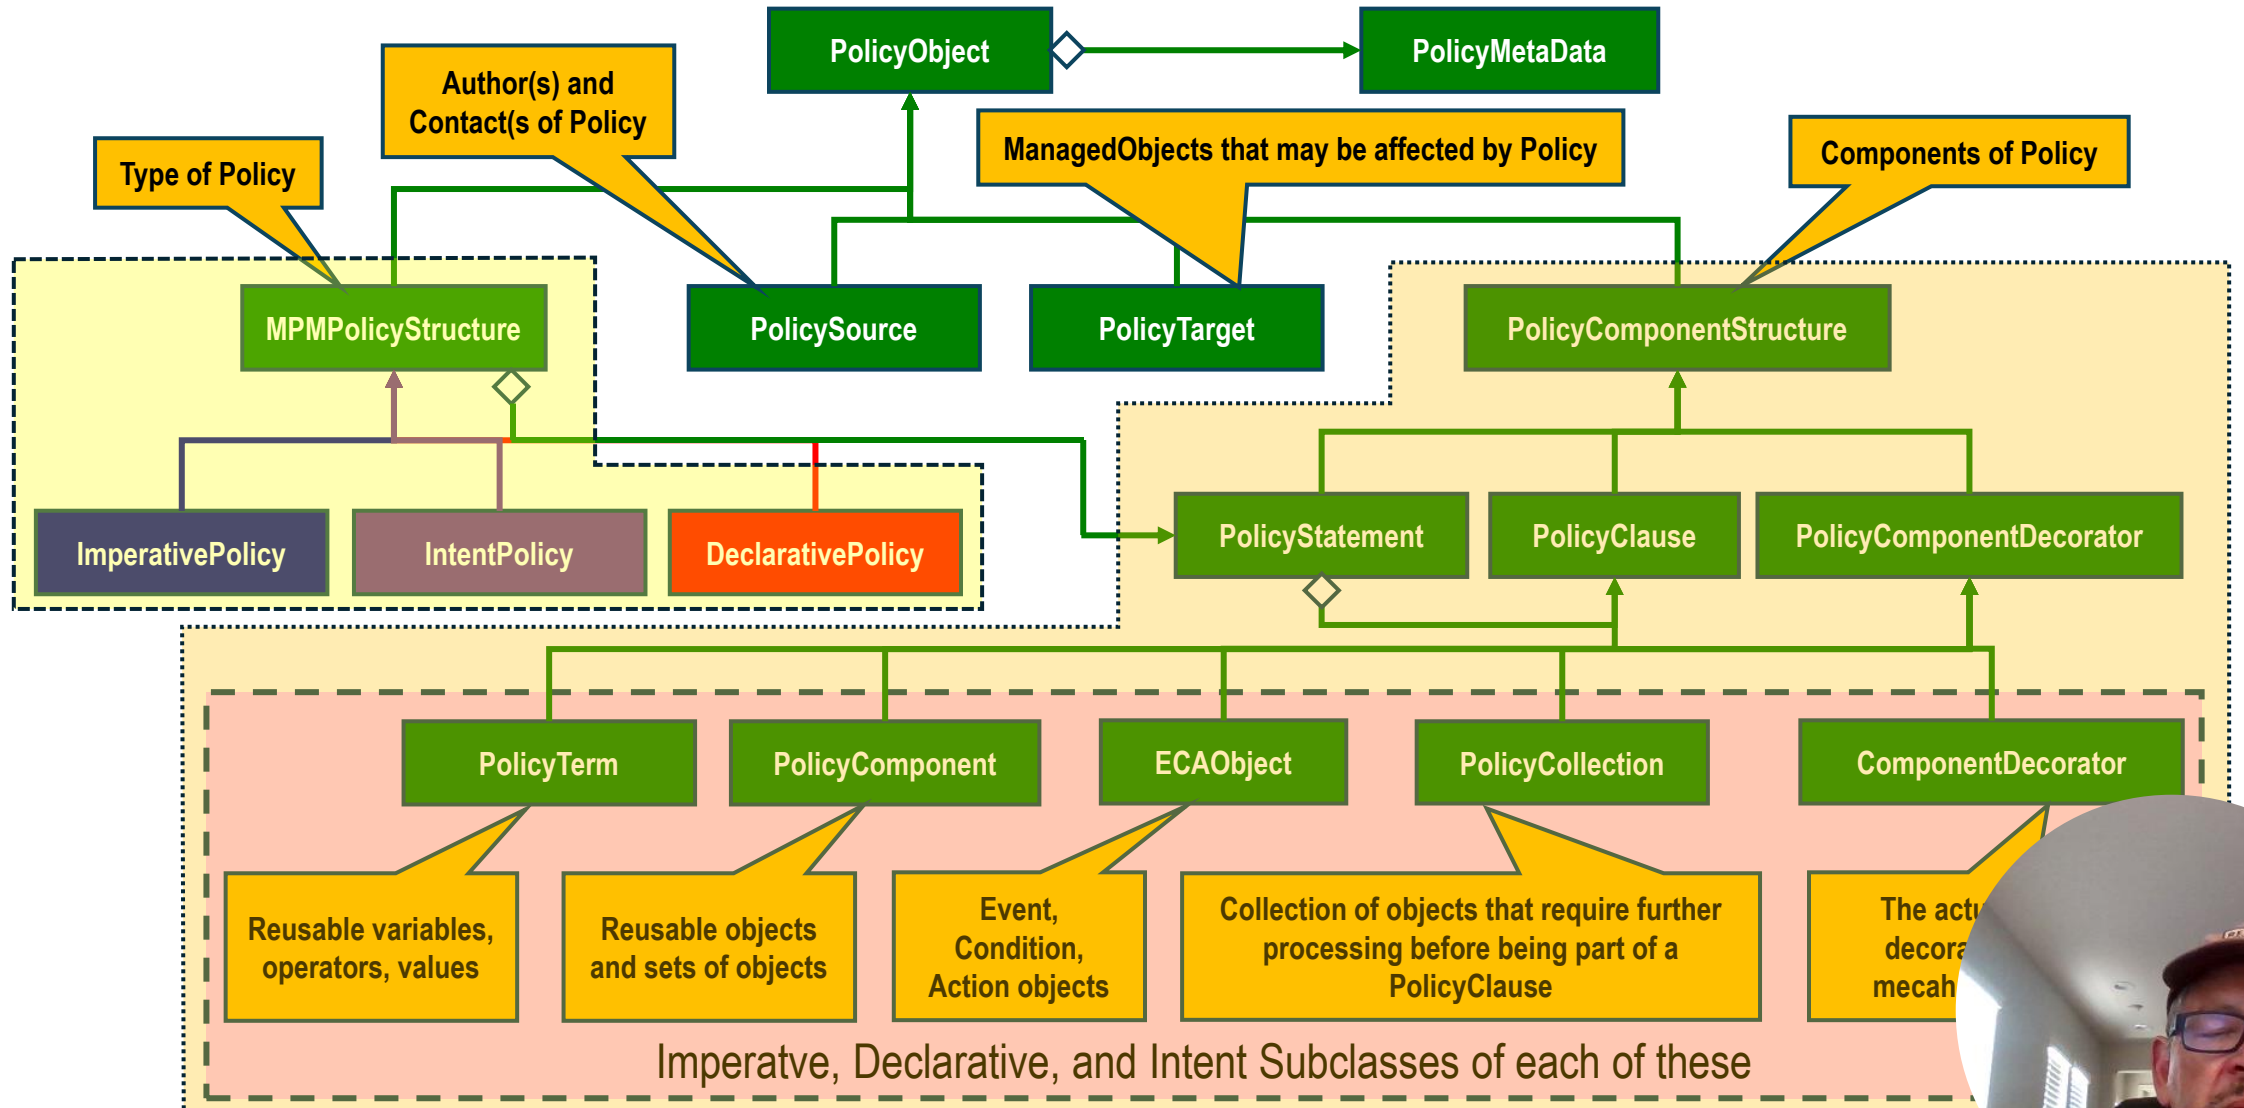 PolicyObject
PolicyMetaData
Author(s) and
Contact(s of Policy
ManagedObjects that may be affected by Policy
Components of Policy
Type of Policy
MPMPolicyStructure
PolicySource
PolicyTarget
PolicyComponentStructure
ImperativePolicy
IntentPolicy
DeclarativePolicy
PolicyStatement
PolicyClause
PolicyComponentDecorator
PolicyTerm
PolicyComponent
ECAObject
PolicyCollection
ComponentDecorator
Reusable variables,
operators, values
Reusable objects
and sets of objects
Event,
Condition,
Action objects
Collection of objects that require further
processing before being part of a
PolicyClause
The
Imperatve, Declarative, and Intent Subclasses of each of these